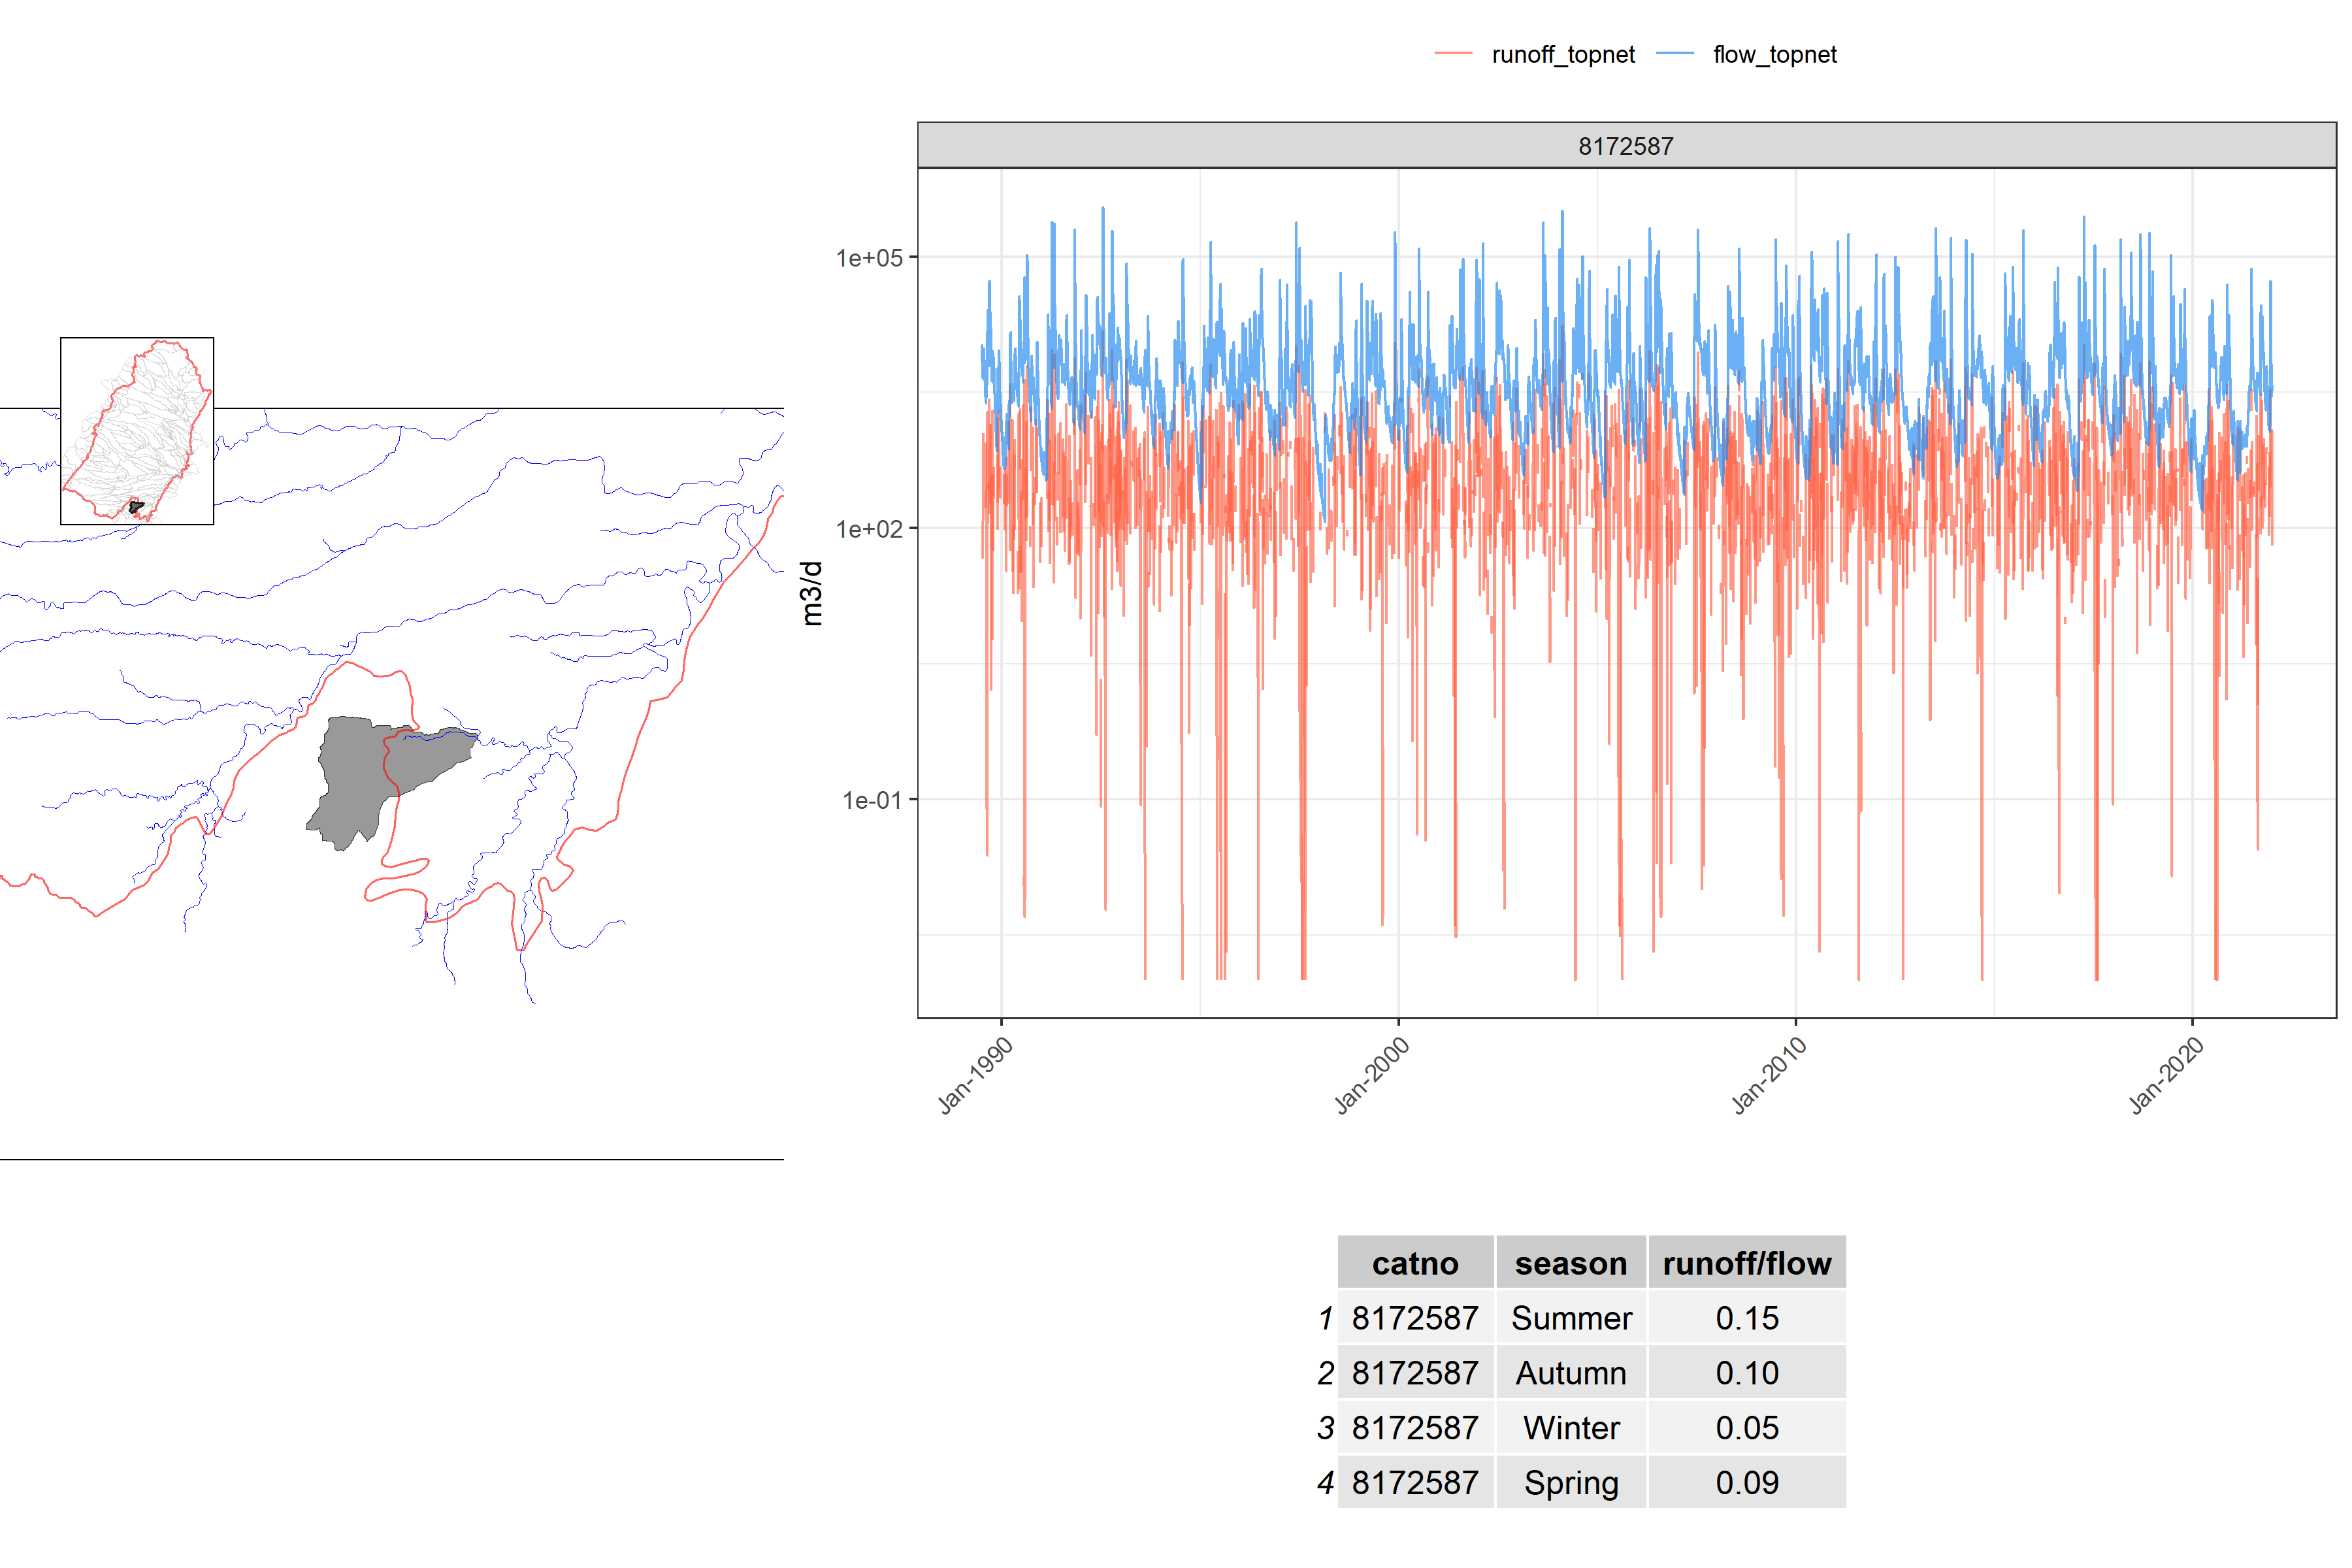 runoff_topnet flow_topnet
8172587
1e+05
1e+02
1e-01
m3/d
Jan-1990 Jan-2000 Jan-2010 Jan-2020
catno season runoff/flow
1 8172587 Summer 0.15
2 8172587 Autumn 0.10
3 8172587 Winter 0.05
4 8172587 Spring 0.09